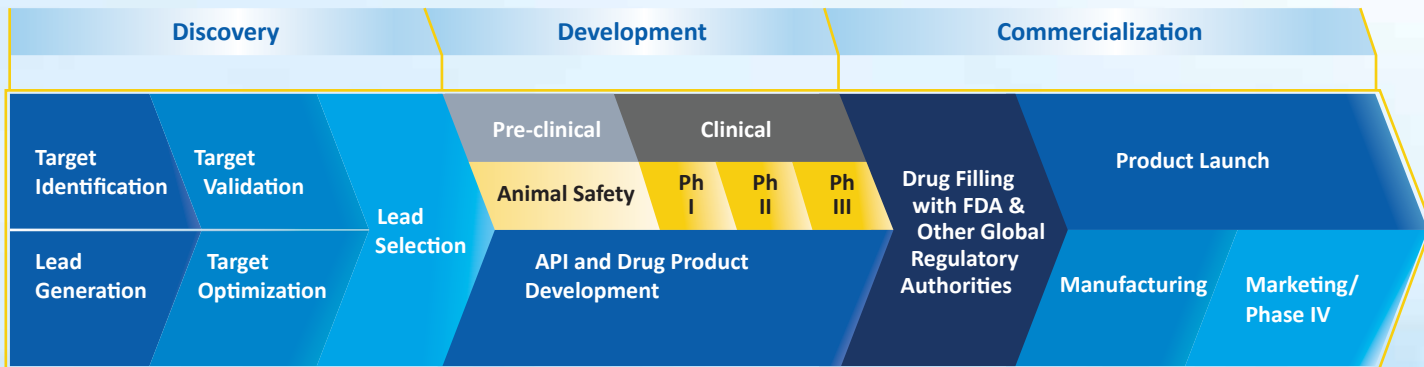 Discovery
Development
Commercialization
Target
Identification
Target
Validation
Lead
Generation
Target
Optimization
Lead
Selection
Pre-clinical
Clinical
Animal Safety
Ph
I
Ph
II
Ph
III
API and Drug Product
Development
Drug Filling
with FDA &
Other Global
Regulatory
Authorities
Product Launch
Manufacturing
Marketing/
Phase IV